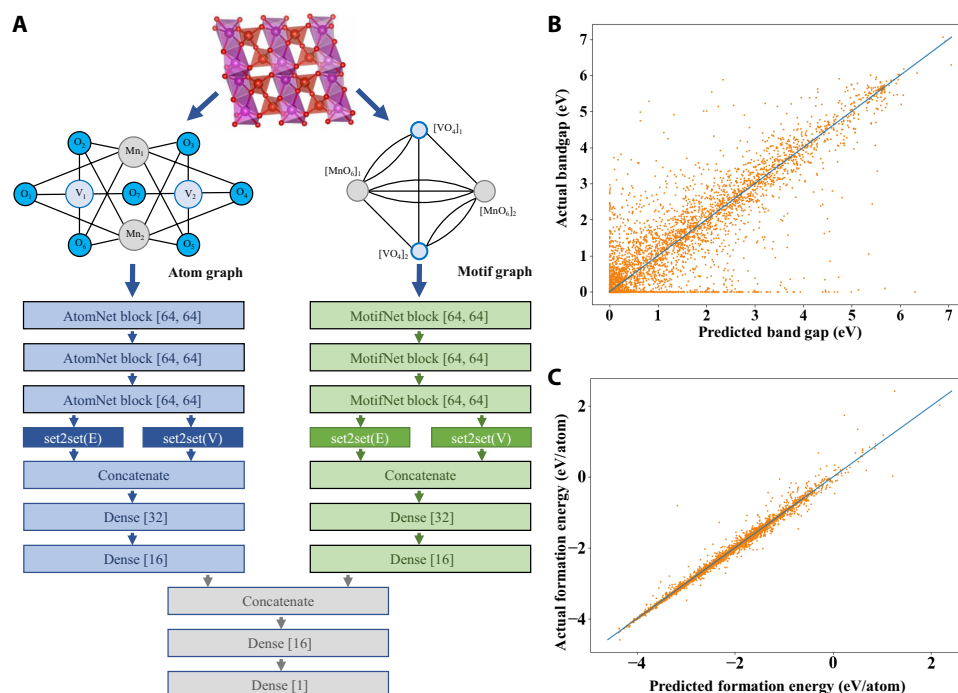 A
O₂
Mn₁
O₃
O₁
V₁
O₇
V₂
O₄
O₆
Mn₂
O₅
Atom graph
[VO₄]₁
[MnO₆]₁
[MnO₆]₂
[VO₄]₂
Motif graph
AtomNet block [64, 64]
AtomNet block [64, 64]
AtomNet block [64, 64]
set2set(E)
set2set(V)
Concatenate
Dense [32]
Dense [16]
MotifNet block [64, 64]
MotifNet block [64, 64]
MotifNet block [64, 64]
set2set(E)
set2set(V)
Concatenate
Dense [32]
Dense [16]
Concatenate
Dense [16]
Dense [1]
B
Actual bandgap (eV)
7
6
5
4
3
2
1
0
0 1 2 3 4 5 6 7
Predicted band gap (eV)
C
Actual formation energy (eV/atom)
2
0
−2
−4
−4 −2 0 2
Predicted formation energy (eV/atom)